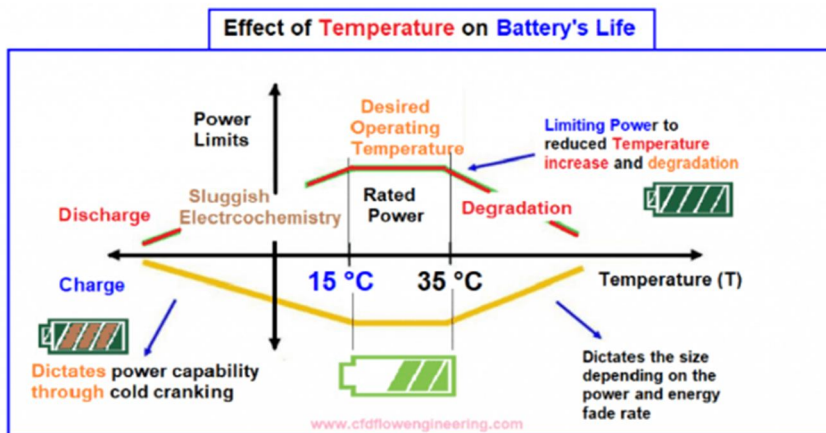 Effect of Temperature on Battery's Life
Power
Limits
Desired
Operating
Temperature
Limiting Power to
reduced Temperature
increase and degradation
Sluggish
Electrcochemistry
Rated
Power
Discharge
Degradation
Charge
15 °C
35 °C
Temperature (T)
Dictates power capability
through cold cranking
Dictates the size
depending on the
power and energy
fade rate
www.cfdflowengineering.com